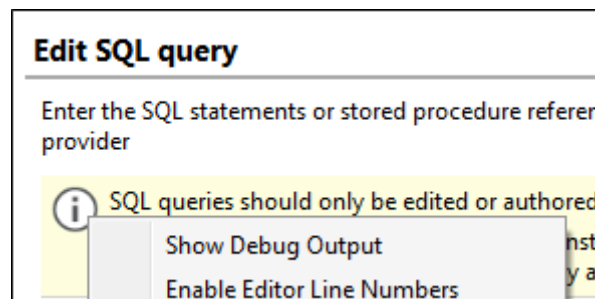 Edit SQL query
Enter the SQL statements or stored procedure
provider
SQL queries should only be edited or authored
Show Debug Output
Enable Editor Line Numbers